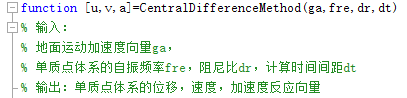 function [u,v,a]=CentralDifferenceMethod(ga,fre,dr,dt)
% 输入：
% 地面运动加速度向量ga，
% 单质点体系的自振频率fre，阻尼比dr，计算时间间距dt
% 输出：单质点体系的位移，速度，加速度反应向量